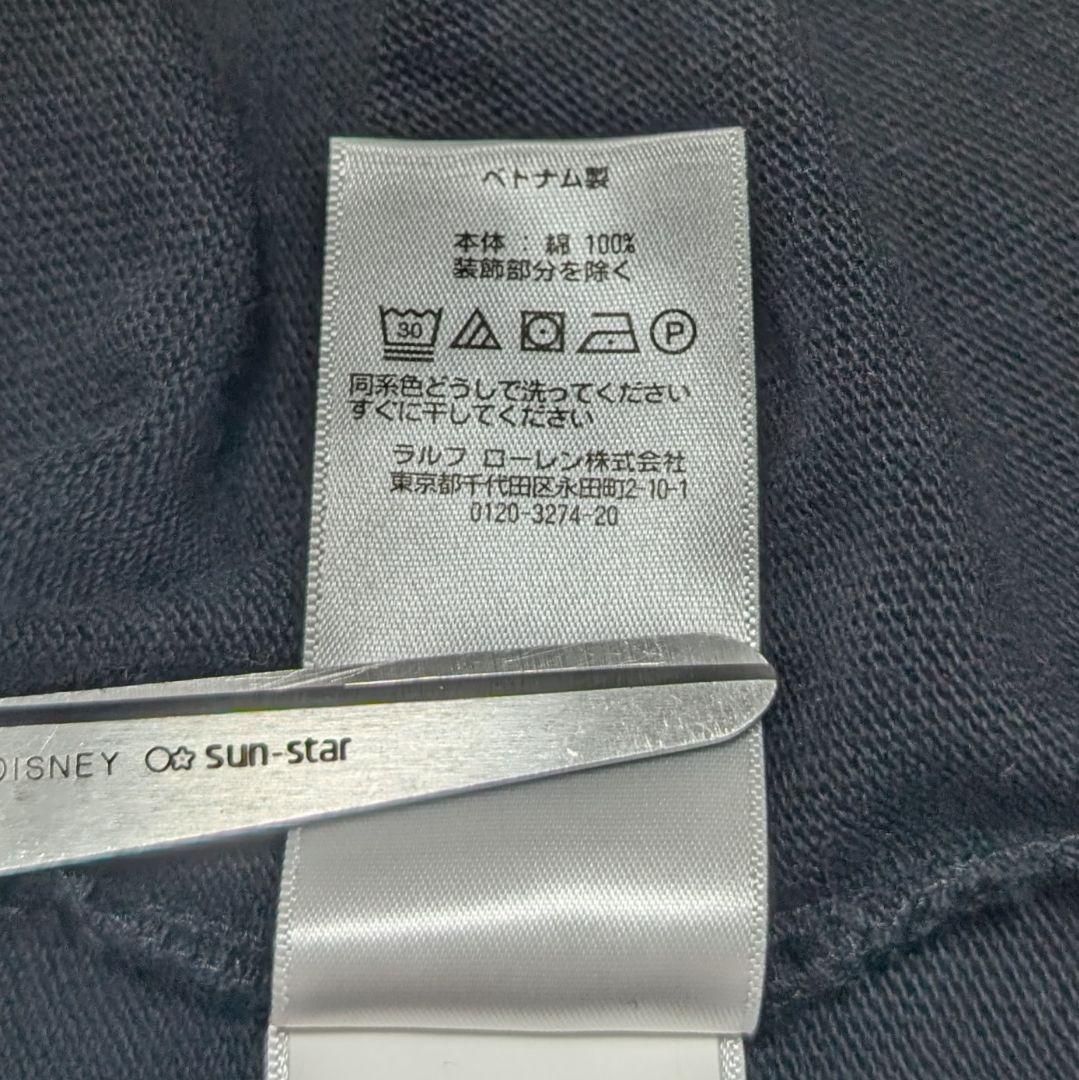 ベトナム製
本体 : 綿 100%
装飾部分を除く
30 P
同系色どうしで洗ってください
すぐに干してください
ラルフ ローレン株式会社
東京都千代田区永田町2-10-1
0120-3274-20
DISNEY sun-star